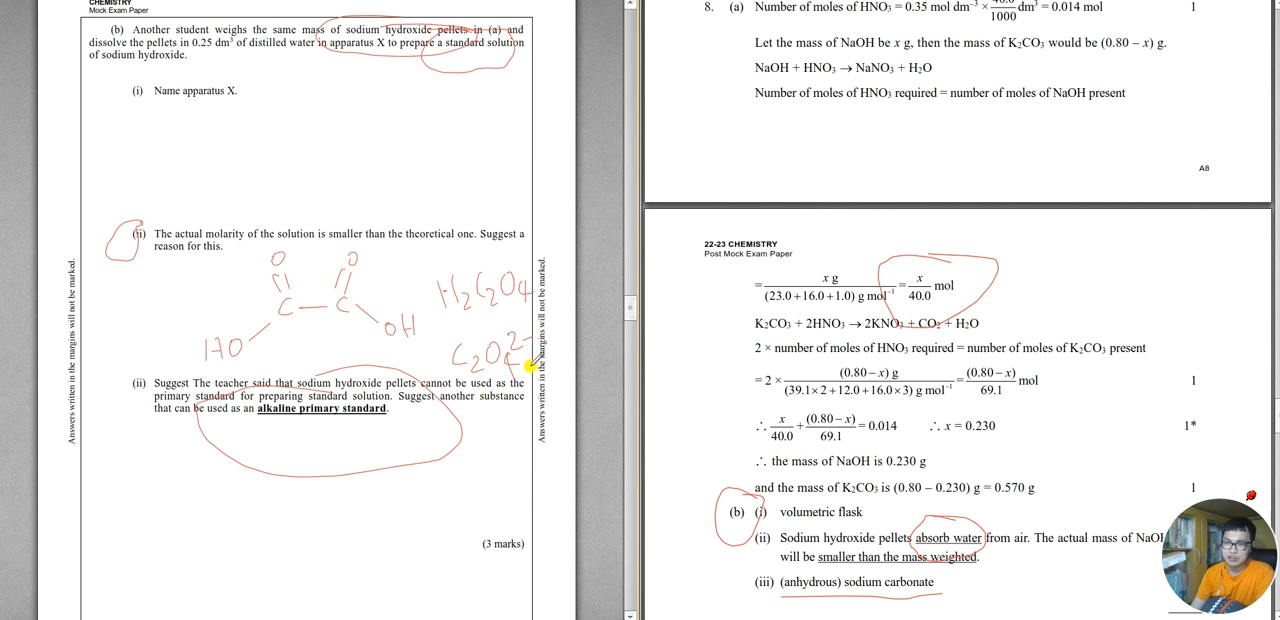 CHEMISTRY
Mock Exam Paper
(b) Another student weighs the same mass of sodium hydroxide pellets in (a) and
dissolve the pellets in 0.25 dm³ of distilled water in apparatus X to prepare a standard solution
of sodium hydroxide.
(i) Name apparatus X.
(ii) The actual molarity of the solution is smaller than the theoretical one. Suggest a
reason for this.
O O
C — C
HO OH
H₂C₂O₄
C₂O₄²⁻
(ii) Suggest The teacher said that sodium hydroxide pellets cannot be used as the
primary standard for preparing standard solution. Suggest another substance
that can be used as an alkaline primary standard.
(3 marks)
Answers written in the margins will not be marked.
Answers written in the margins will not be marked.
8. (a) Number of moles of HNO₃ = 0.35 mol dm⁻³ × /1000 dm³ = 0.014 mol 1
Let the mass of NaOH be x g, then the mass of K₂CO₃ would be (0.80 − x) g.
NaOH + HNO₃ → NaNO₃ + H₂O
Number of moles of HNO₃ required = number of moles of NaOH present
A8
22-23 CHEMISTRY
Post Mock Exam Paper
= x g / (23.0 + 16.0 + 1.0) g mol⁻¹ = x / 40.0 mol
K₂CO₃ + 2HNO₃ → 2KNO₃ + CO₂ + H₂O
2 × number of moles of HNO₃ required = number of moles of K₂CO₃ present
= 2 × (0.80 − x) g / (39.1 × 2 + 12.0 + 16.0 × 3) g mol⁻¹ = (0.80 − x) / 69.1 mol 1
∴ x / 40.0 + (0.80 − x) / 69.1 = 0.014 ∴ x = 0.230 1*
∴ the mass of NaOH is 0.230 g
and the mass of K₂CO₃ is (0.80 − 0.230) g = 0.570 g 1
(b) (i) volumetric flask
(ii) Sodium hydroxide pellets absorb water from air. The actual mass of
will be smaller than the mass weighted.
(iii) (anhydrous) sodium carbonate